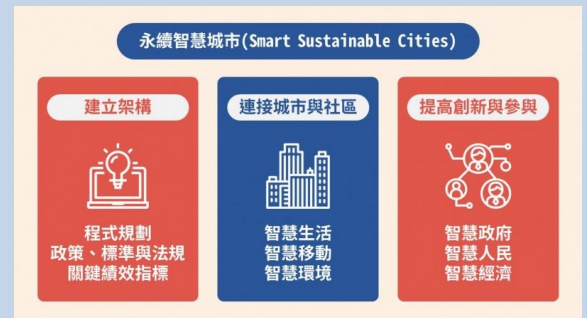 永續智慧城市(Smart Sustainable Cities)
建立架構
程式規劃
政策、標準與法規
關鍵績效指標
連接城市與社區
智慧生活
智慧移動
智慧環境
提高創新與參與
智慧政府
智慧人民
智慧經濟